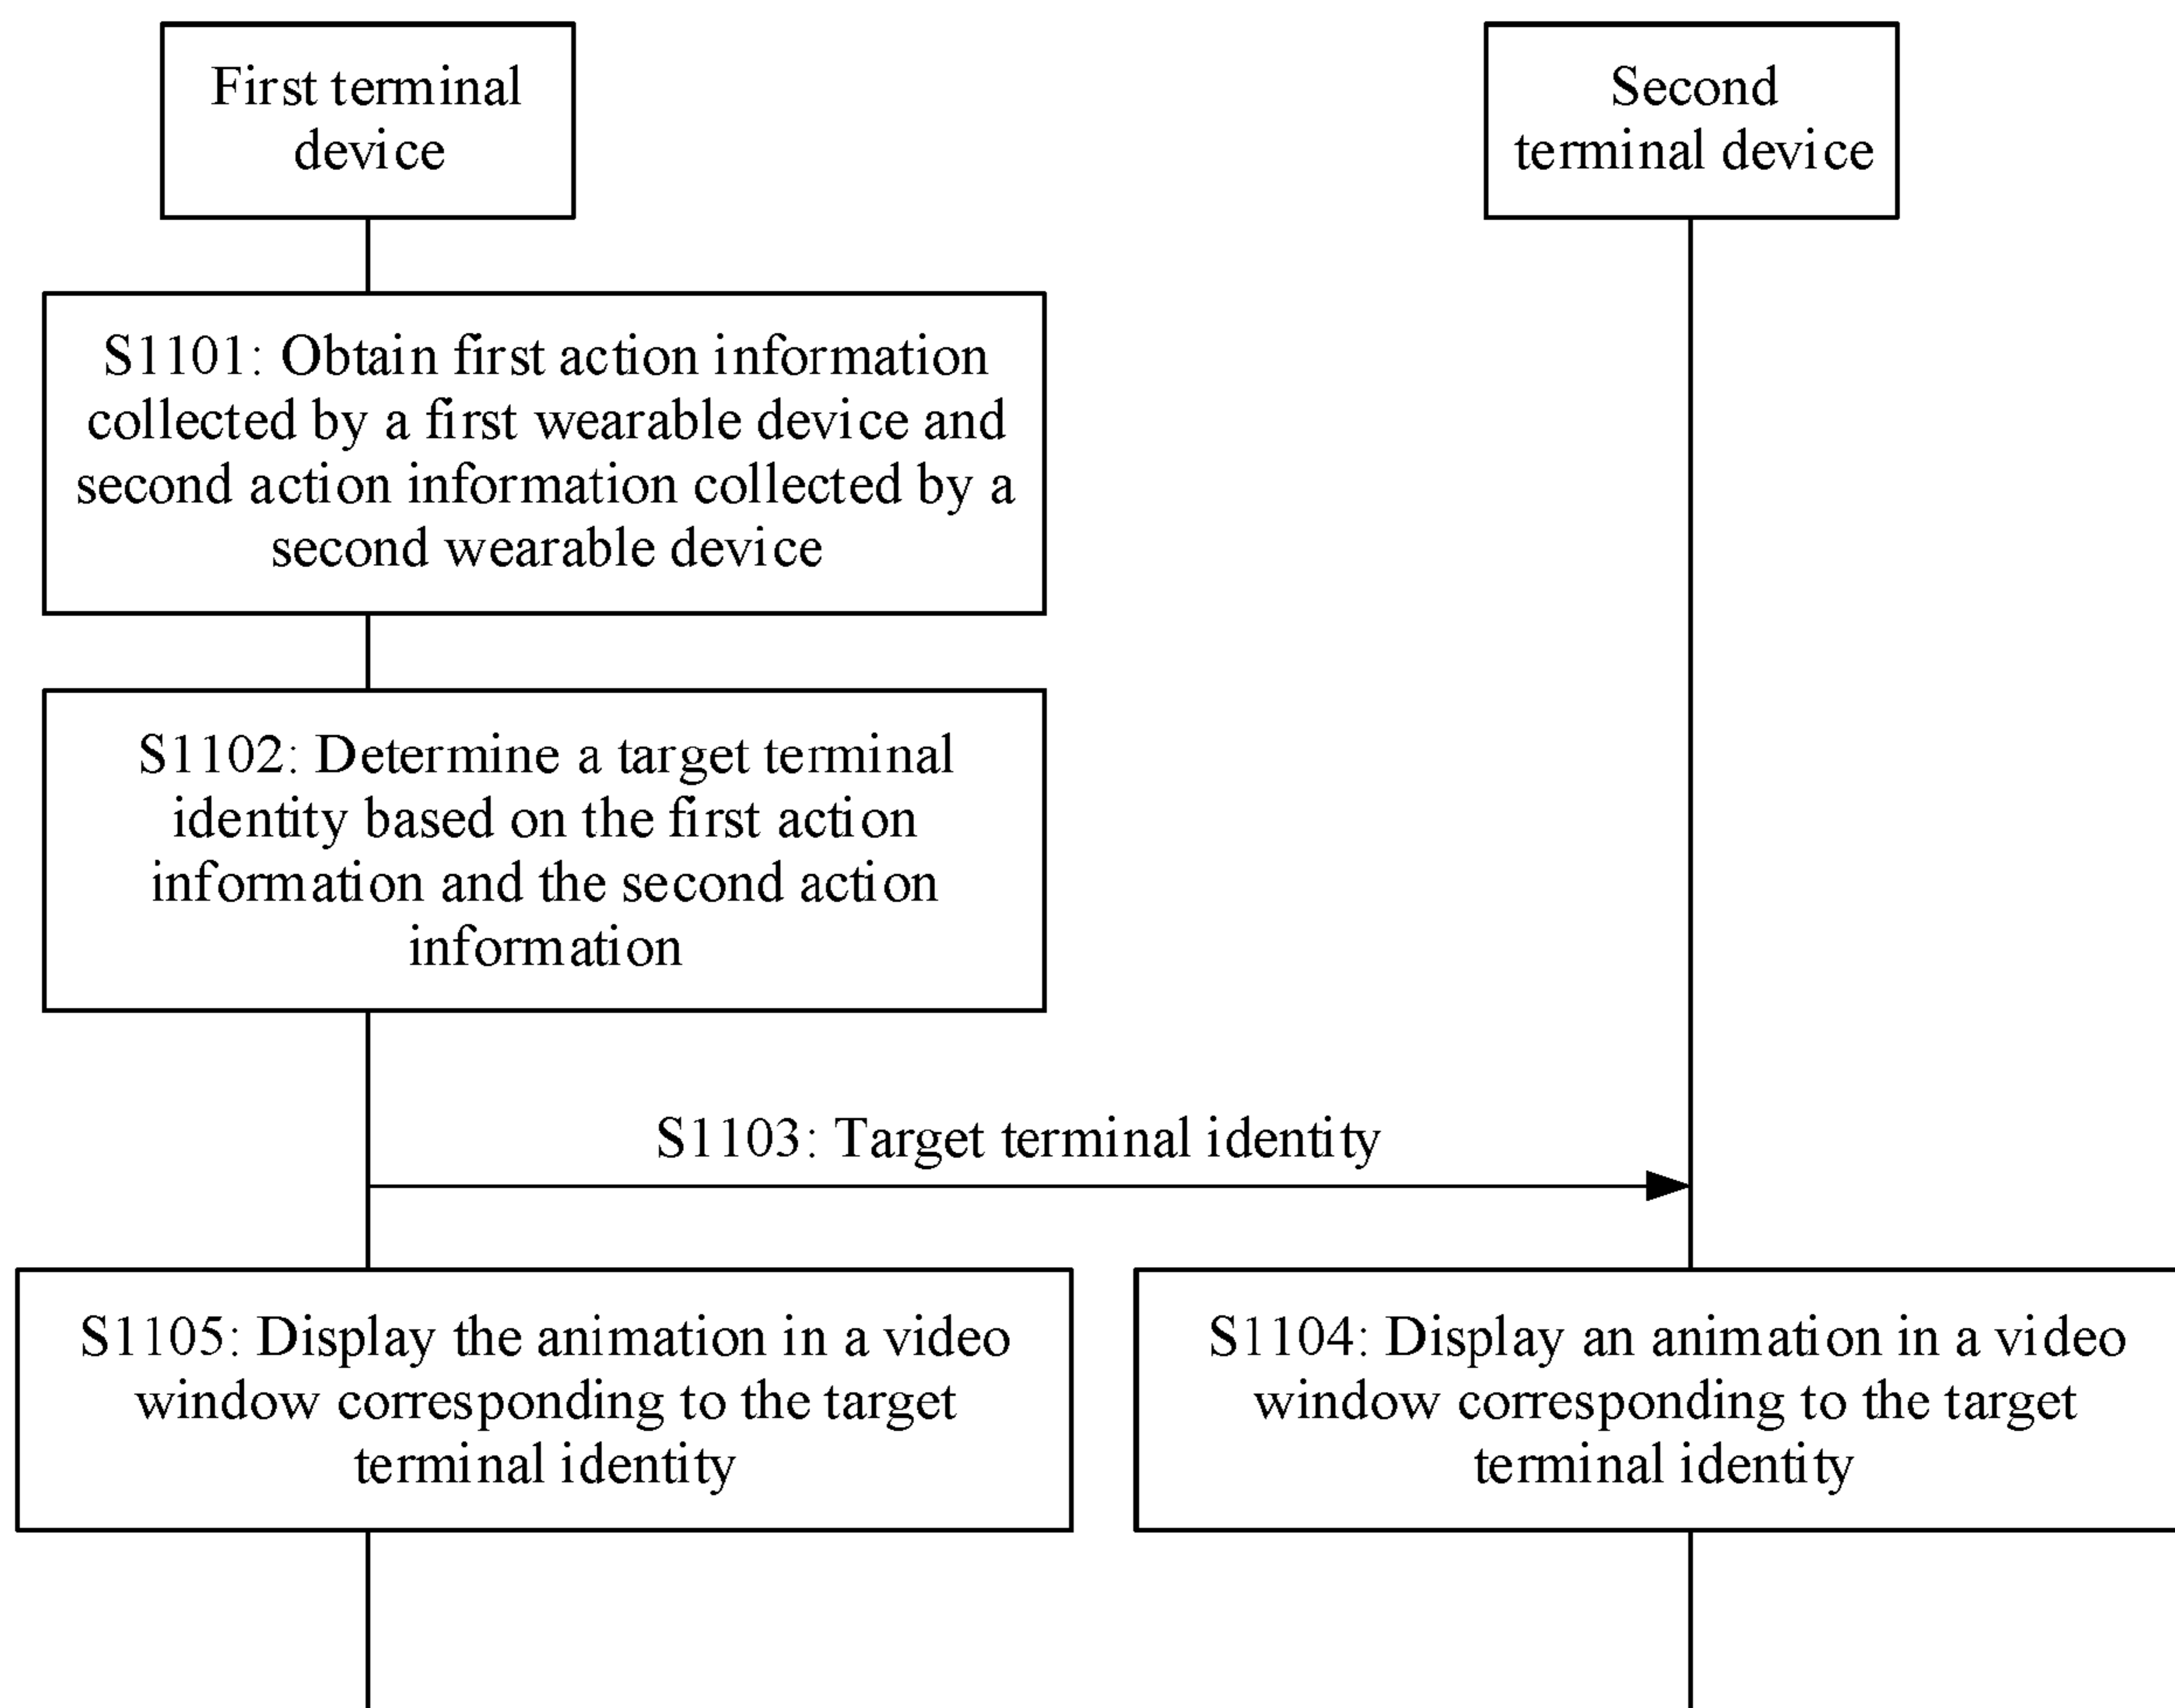 First terminal
device
Second
terminal device
S1101: Obtain first action information
collected by a first wearable device and
second action information collected by a
second wearable device
S1102: Determine a target terminal
identity based on the first action
information and the second action
information
S1103: Target terminal identity
S1105: Display the animation in a video
window corresponding to the target
terminal identity
S1104: Display an animation in a video
window corresponding to the target
terminal identity